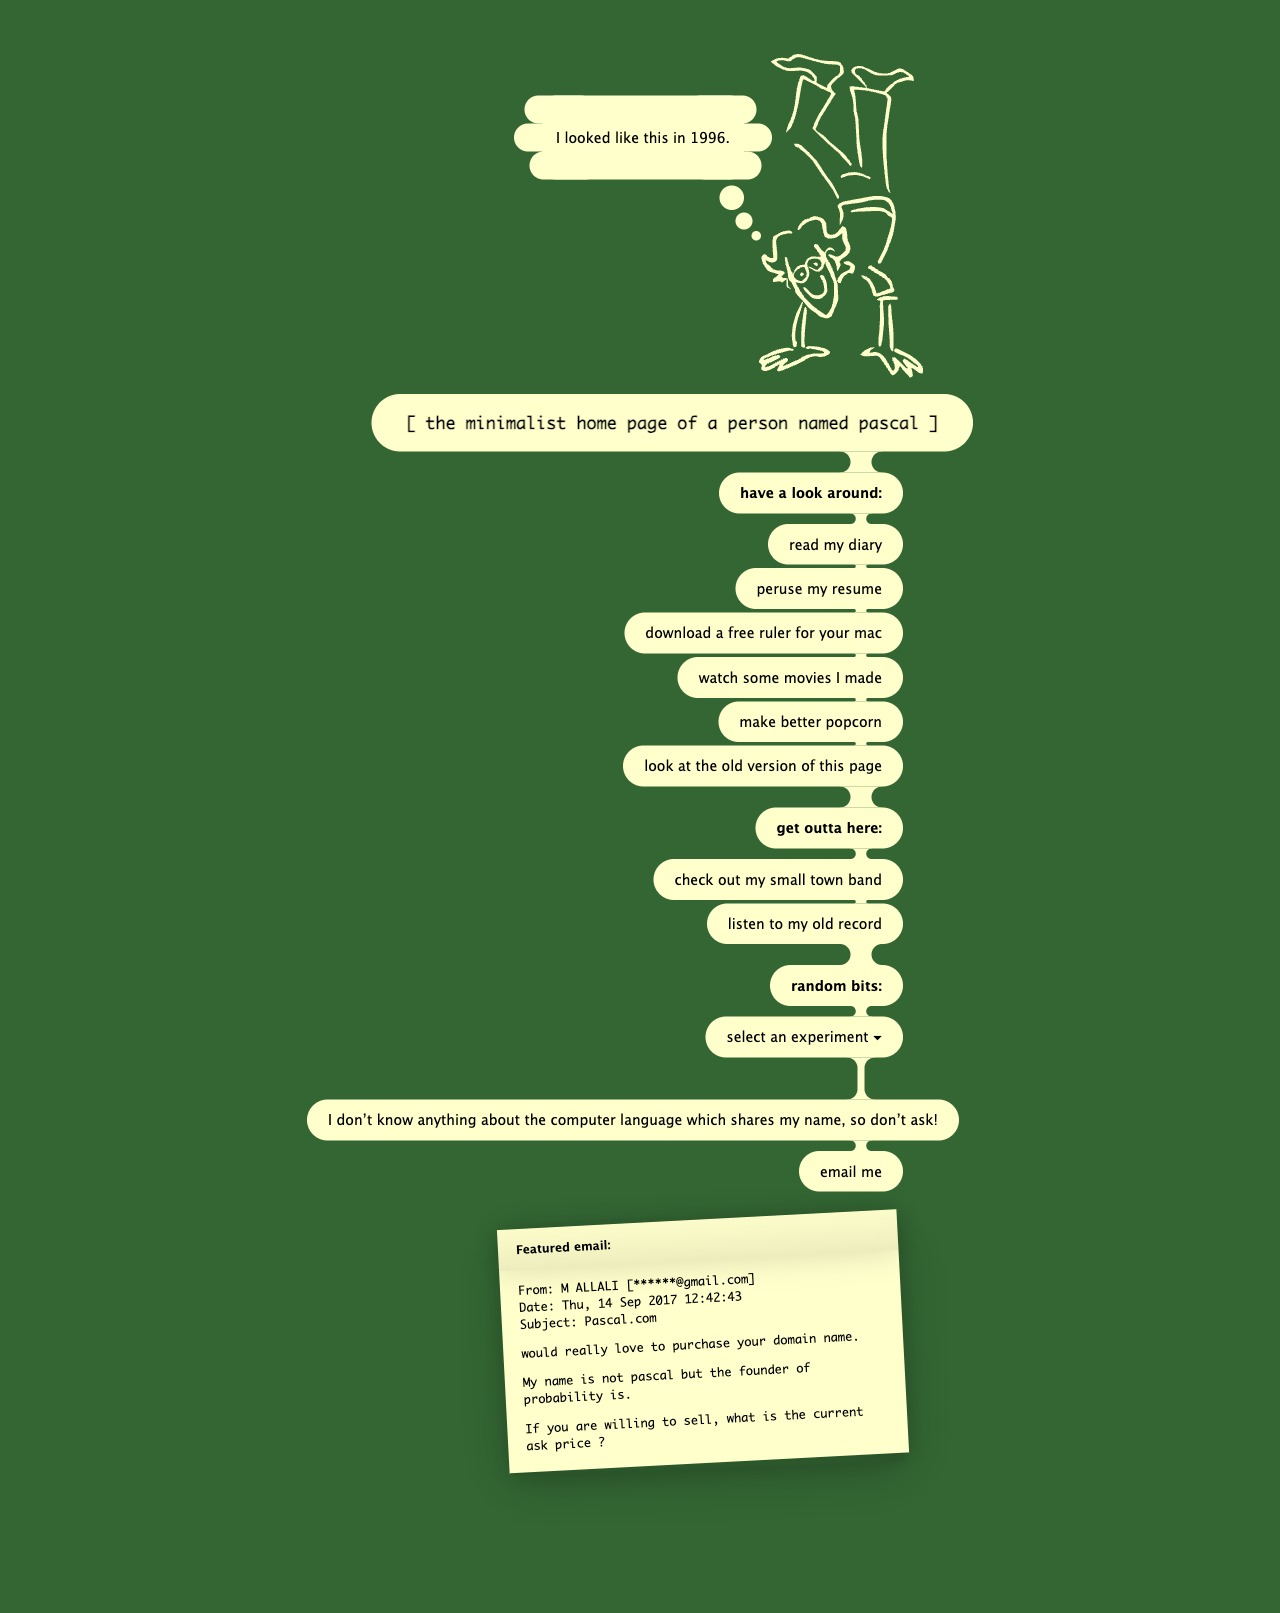 I looked like this in 1996.
[ the minimalist home page of a person named pascal ]
have a look around:
read my diary
peruse my resume
download a free ruler for your mac
watch some movies I made
make better popcorn
look at the old version of this page
get outta here:
check out my small town band
listen to my old record
random bits:
select an experiment
I don’t know anything about the computer language which shares my name, so don’t ask!
email me
Featured email:
From: M ALLALI [******@gmail.com]
Date: Thu, 14 Sep 2017 12:42:43
Subject: Pascal.com
would really love to purchase your domain name.
My name is not pascal but the founder of
probability is.
If you are willing to sell, what is the current
ask price ?